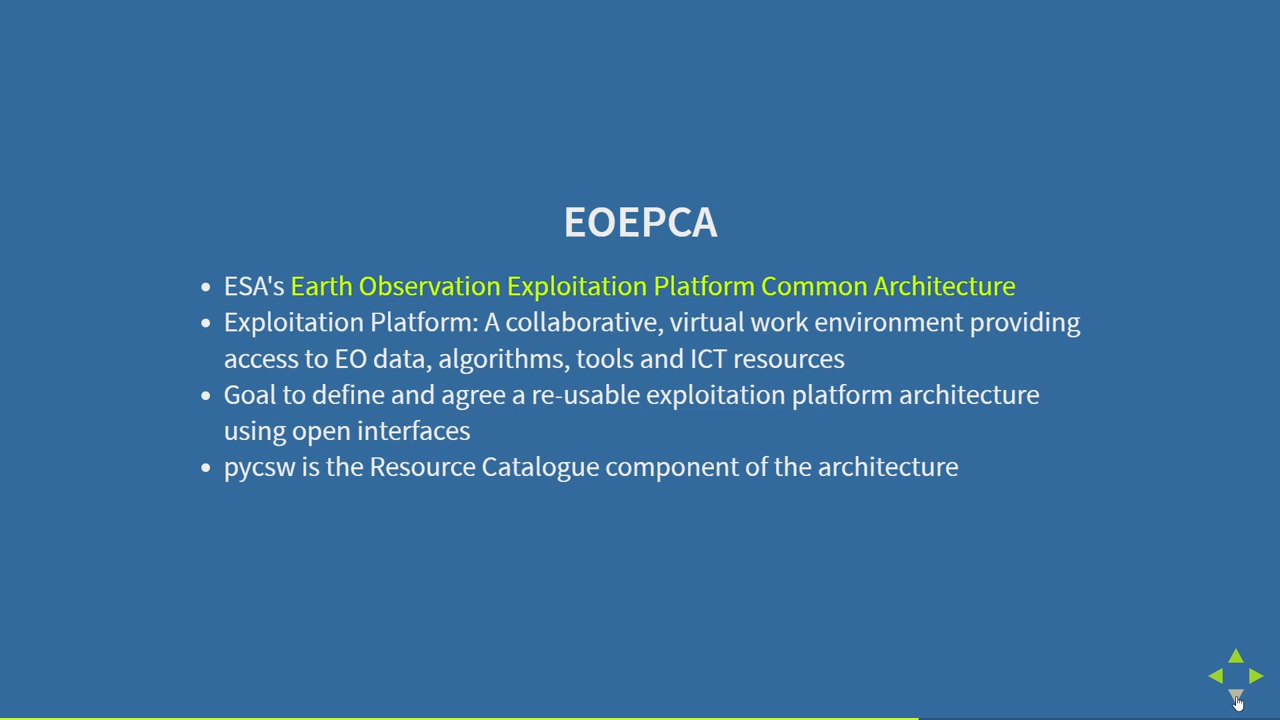 EOEPCA
• ESA's Earth Observation Exploitation Platform Common Architecture
• Exploitation Platform: A collaborative, virtual work environment providing
access to EO data, algorithms, tools and ICT resources
• Goal to define and agree a re-usable exploitation platform architecture
using open interfaces
• pycsw is the Resource Catalogue component of the architecture